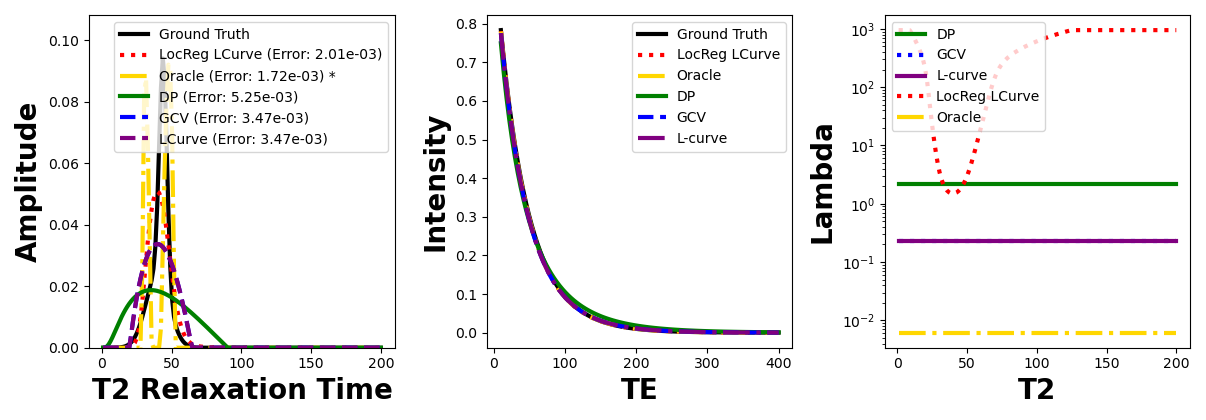 Amplitude
0.10
0.08
0.06
0.04
0.02
0.00
Ground Truth
LocReg LCurve (Error: 2.01e-03)
Oracle (Error: 1.72e-03) *
DP (Error: 5.25e-03)
GCV (Error: 3.47e-03)
LCurve (Error: 3.47e-03)
0 50 100 150 200
T2 Relaxation Time
Intensity
0.8
0.7
0.6
0.5
0.4
0.3
0.2
0.1
0.0
Ground Truth
LocReg LCurve
Oracle
DP
GCV
L-curve
0 100 200 300 400
TE
Lambda
10³
10²
10¹
10⁰
10⁻¹
10⁻²
DP
GCV
L-curve
LocReg LCurve
Oracle
0 50 100 150 200
T2